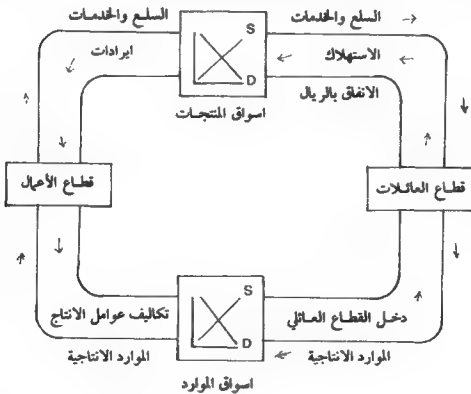 السلع والخدمات
السلع والخدمات
ايرادات
S
D
الاستهلاك
الانفاق بالريال
اسواق المنتجات
قطاع الأعمال
قطاع العائلات
تكاليف عوامل الانتاج
S
D
دخل القطاع العائلي
الموارد الانتاجية
الموارد الانتاجية
اسواق الموارد